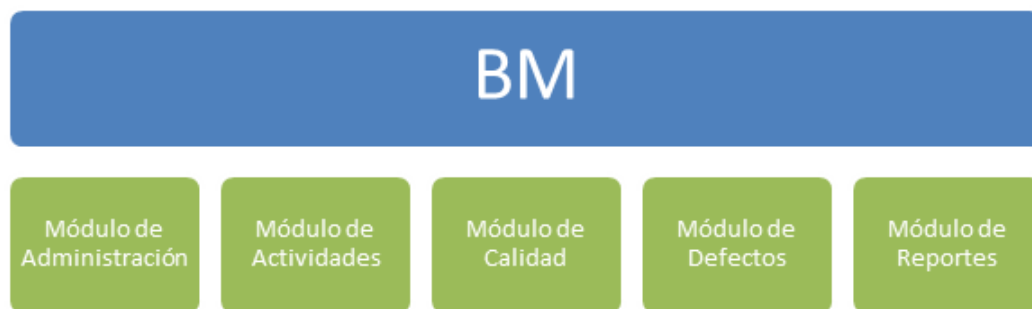 BM
Módulo de
Administración
Módulo de
Actividades
Módulo de
Calidad
Módulo de
Defectos
Módulo de
Reportes